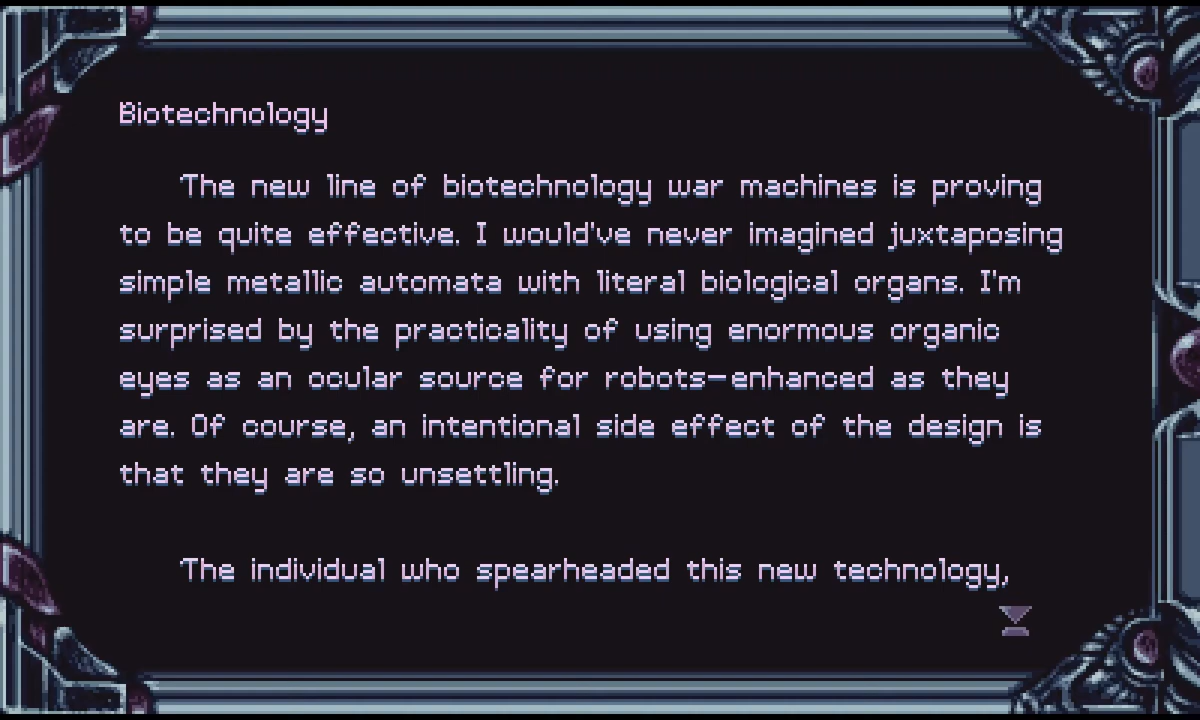 Biotechnology
The new line of biotechnology war machines is proving
to be quite effective. I would've never imagined juxtaposing
simple metallic automata with literal biological organs. I'm
surprised by the practicality of using enormous organic
eyes as an ocular source for robots—enhanced as they
are. Of course, an intentional side effect of the design is
that they are so unsettling.
The individual who spearheaded this new technology,